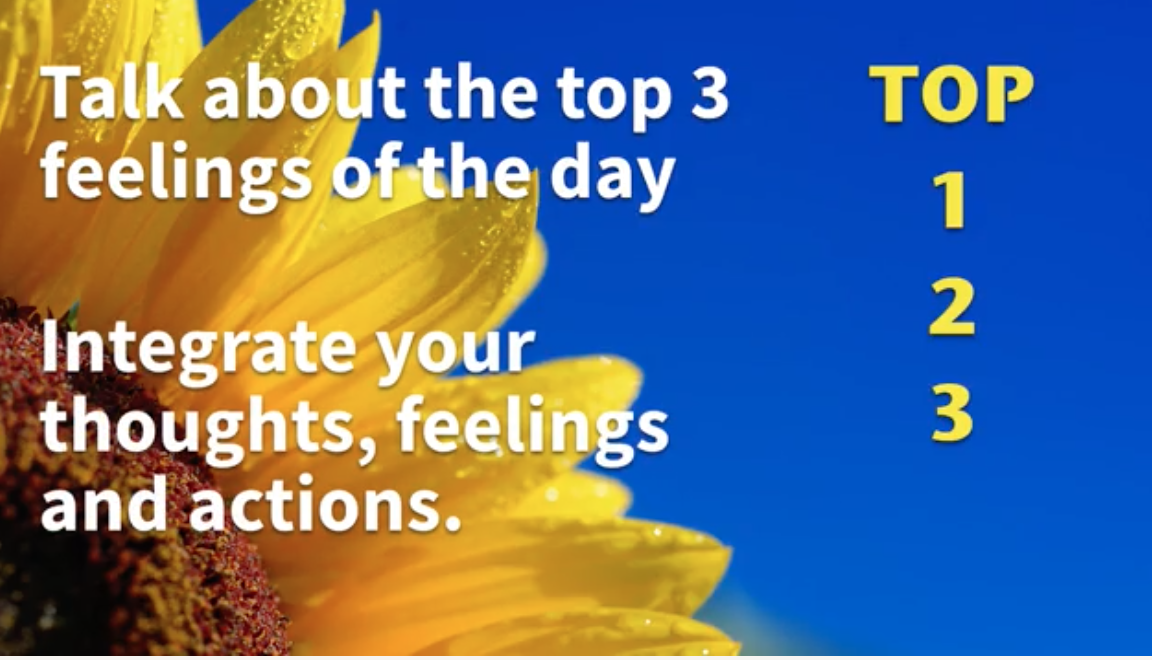 Talk about the top 3
feelings of the day
Integrate your
thoughts, feelings
and actions.
TOP
1
2
3